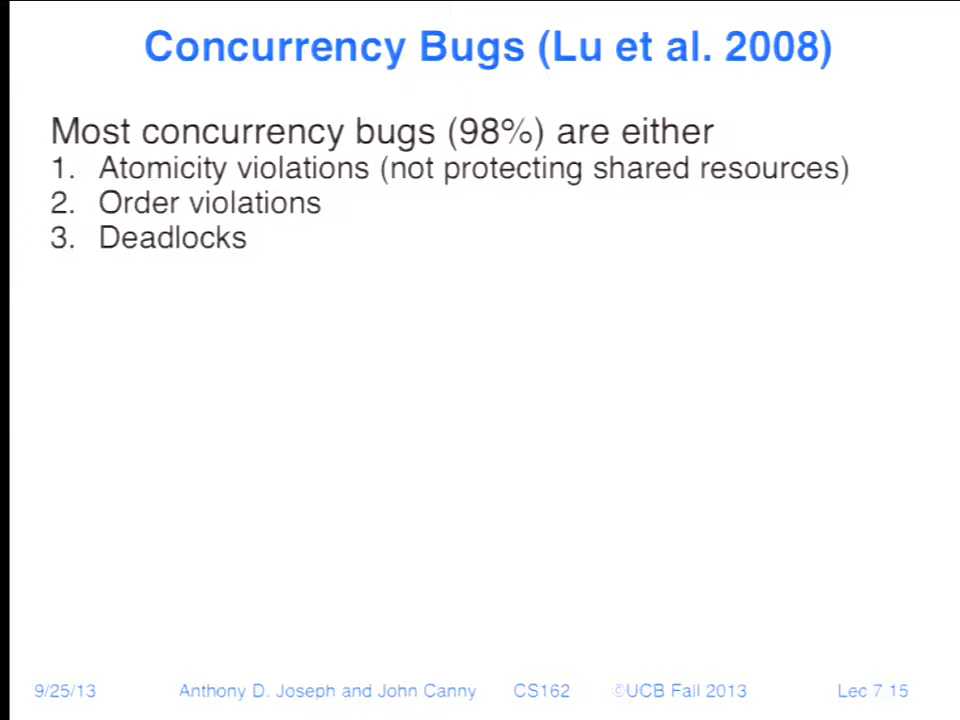 Concurrency Bugs (Lu et al. 2008)
Most concurrency bugs (98%) are either
1. Atomicity violations (not protecting shared resources)
2. Order violations
3. Deadlocks
9/25/13 Anthony D. Joseph and John Canny CS162 ©UCB Fall 2013 Lec 7 15